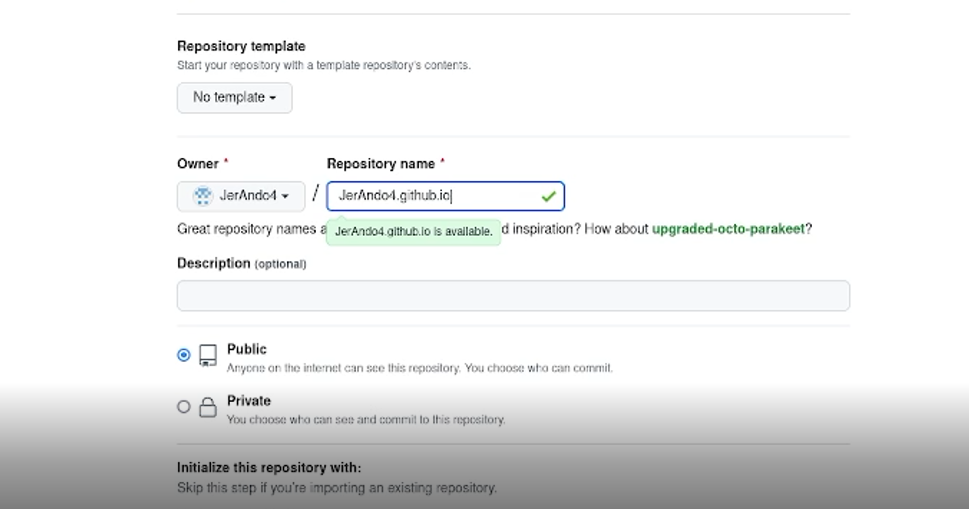 Repository template
Start your repository with a template repository's contents.
No template
Owner * Repository name *
JerAndo4 / JerAndo4.github.io
JerAndo4.github.io is available.
Great repository names a d inspiration? How about upgraded-octo-parakeet?
Description (optional)
Public
Anyone on the internet can see this repository. You choose who can commit.
Private
You choose who can see and commit to this repository.
Initialize this repository with:
Skip this step if you're importing an existing repository.